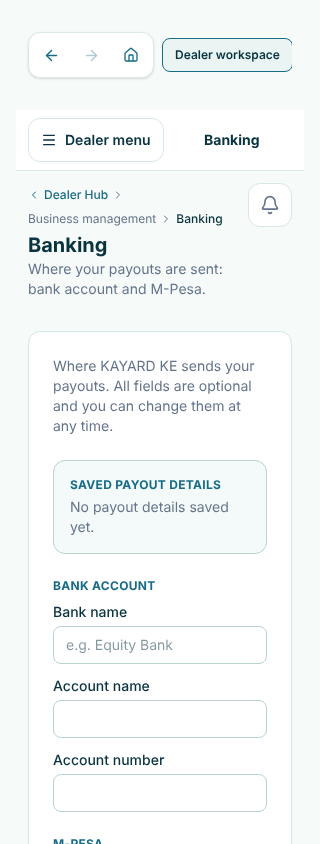 Dealer workspace
Dealer menu
Banking
Dealer Hub
Business management > Banking
Banking
Where your payouts are sent:
bank account and M-Pesa.
Where KAYARD KE sends your
payouts. All fields are optional
and you can change them at
any time.
SAVED PAYOUT DETAILS
No payout details saved
yet.
BANK ACCOUNT
Bank name
e.g. Equity Bank
Account name
Account number
M-PESA